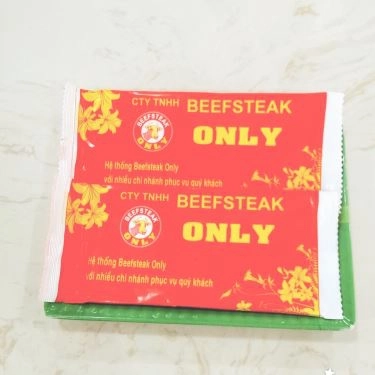 CTY TNHH BEEFSTEAK
BEEFSTEAK
ONLY
ONLY
Hệ thống Beefsteak Only
với nhiều chi nhánh phục vụ quý khách
CTY TNHH BEEFSTEAK
BEEFSTEAK
ONLY
ONLY
Hệ thống Beefsteak Only
với nhiều chi nhánh phục vụ quý khách